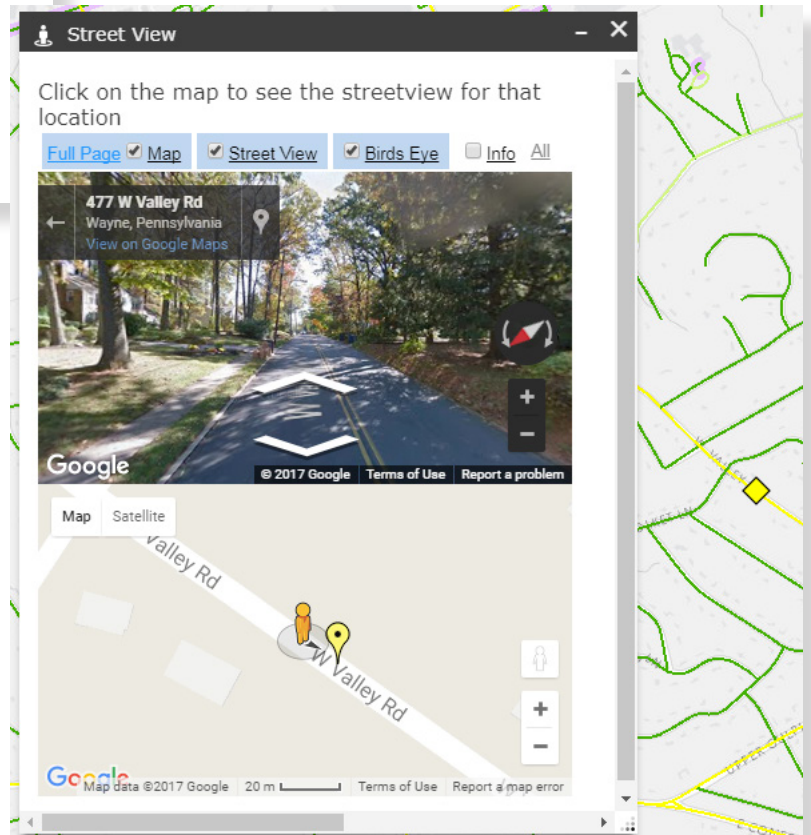 Street View
Click on the map to see the streetview for that
location
Full Page Map Street View Birds Eye Info All
477 W Valley Rd
Wayne, Pennsylvania
View on Google Maps
Google
© 2017 Google Terms of Use Report a problem
Map Satellite
Valley Rd
W Valley Rd
Google
Map data ©2017 Google 20 m Terms of Use Report a map error
W VALLEY